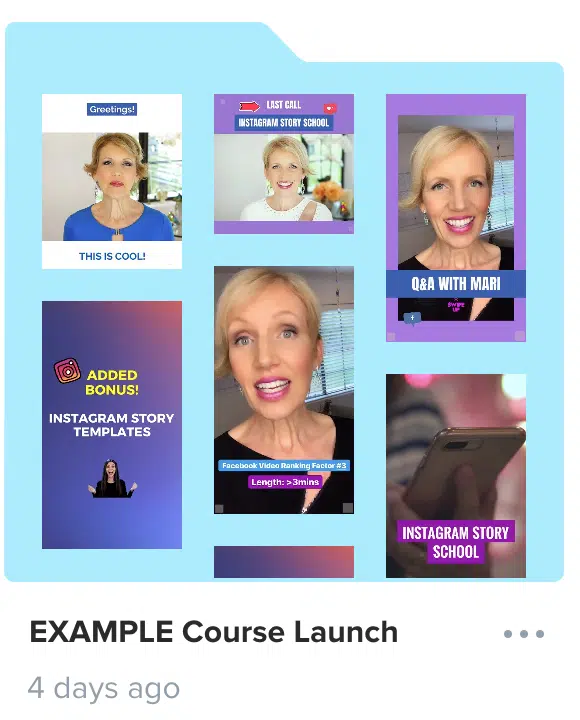 Greetings!
THIS IS COOL!
ADDED
BONUS!
INSTAGRAM STORY
TEMPLATES
LAST CALL
INSTAGRAM STORY SCHOOL
Facebook Video Ranking Factor #3
Length: >3mins
Q&A WITH MARI
SWIPE
UP
INSTAGRAM STORY
SCHOOL
EXAMPLE Course Launch
4 days ago